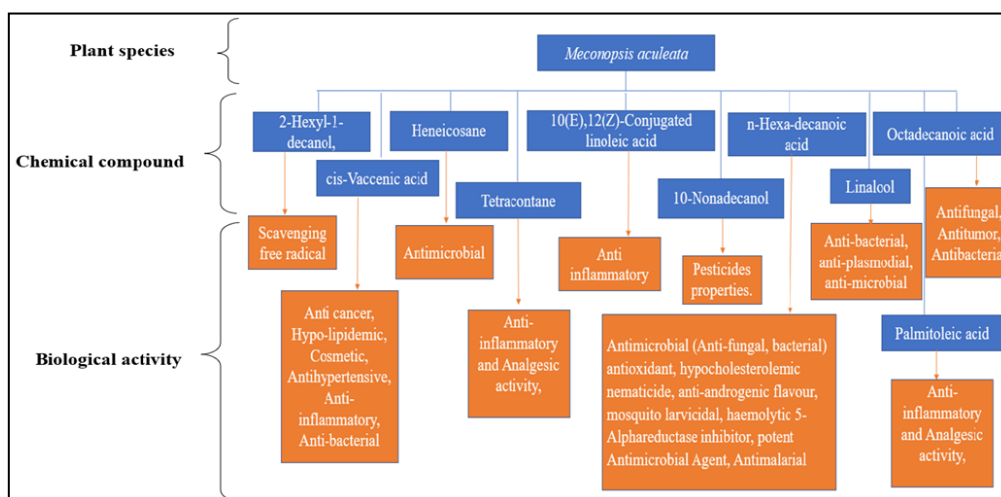 Plant species
Meconopsis aculeata
Chemical compound
2-Hexyl-1-
decanol,
cis-Vaccenic acid
Heneicosane
Tetracontane
10(E),12(Z)-Conjugated
linoleic acid
10-Nonadecanol
n-Hexa-decanoic
acid
Linalool
Octadecanoic acid
Palmitoleic acid
Biological activity
Scavenging
free radical
Anti cancer,
Hypo-lipidemic,
Cosmetic,
Antihypertensive,
Anti-
inflammatory,
Anti-bacterial
Antimicrobial
Anti-
inflammatory
and Analgesic
activity,
Anti
inflammatory
Pesticides
properties.
Antimicrobial (Anti-fungal, bacterial)
antioxidant, hypocholesterolemic
nematicide, anti-androgenic flavour,
mosquito larvicidal, haemolytic 5-
Alphareductase inhibitor, potent
Antimicrobial Agent, Antimalarial
Anti-bacterial,
anti-plasmodial,
anti-microbial
Antifungal,
Antitumor,
Antibacteria
Anti-
inflammatory
and Analgesic
activity,